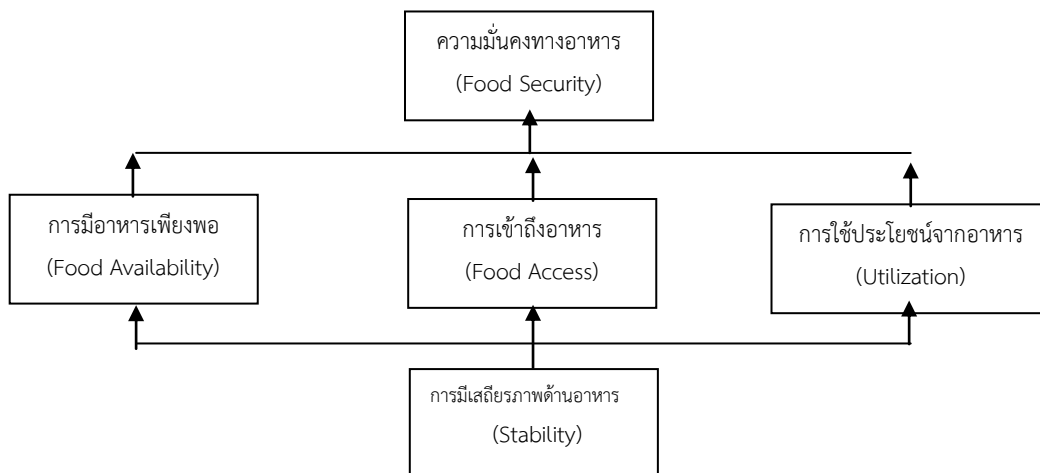 ความมั่นคงทางอาหาร
(Food Security)
การมีอาหารเพียงพอ
(Food Availability)
การเข้าถึงอาหาร
(Food Access)
การใช้ประโยชน์จากอาหาร
(Utilization)
การมีเสถียรภาพด้านอาหาร
(Stability)